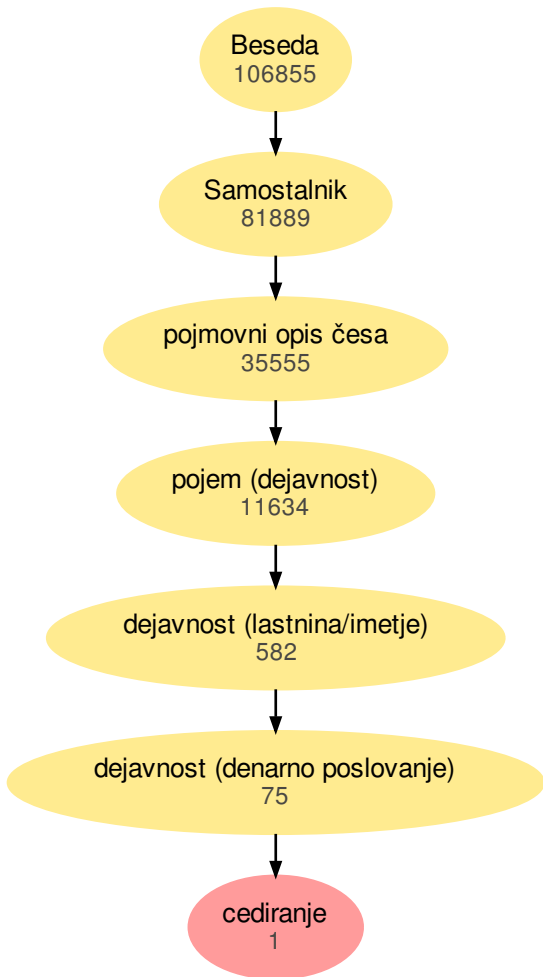 Beseda
106855
Samostalnik
81889
pojmovni opis česa
35555
pojem (dejavnost)
11634
dejavnost (lastnina/imetje)
582
dejavnost (denarno poslovanje)
75
cediranje
1